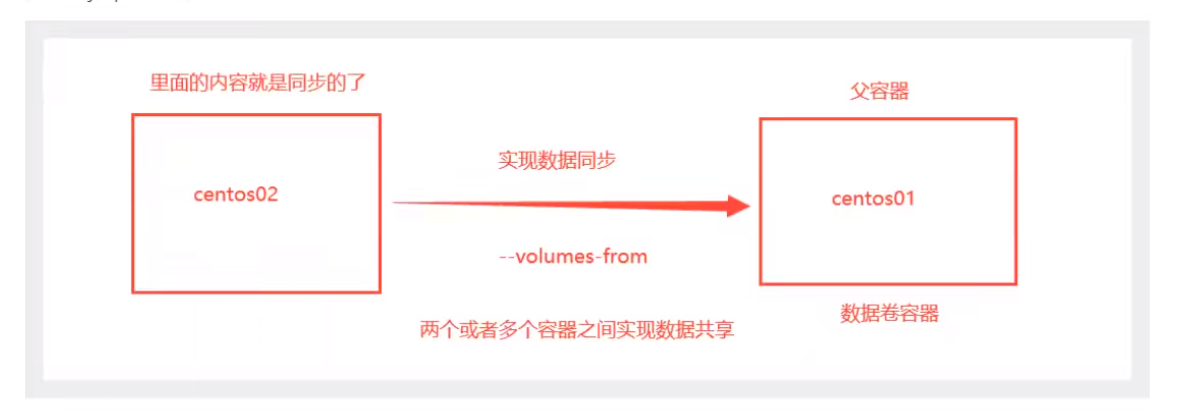 里面的内容就是同步的了
父容器
实现数据同步
centos02
centos01
--volumes-from
数据卷容器
两个或者多个容器之间实现数据共享